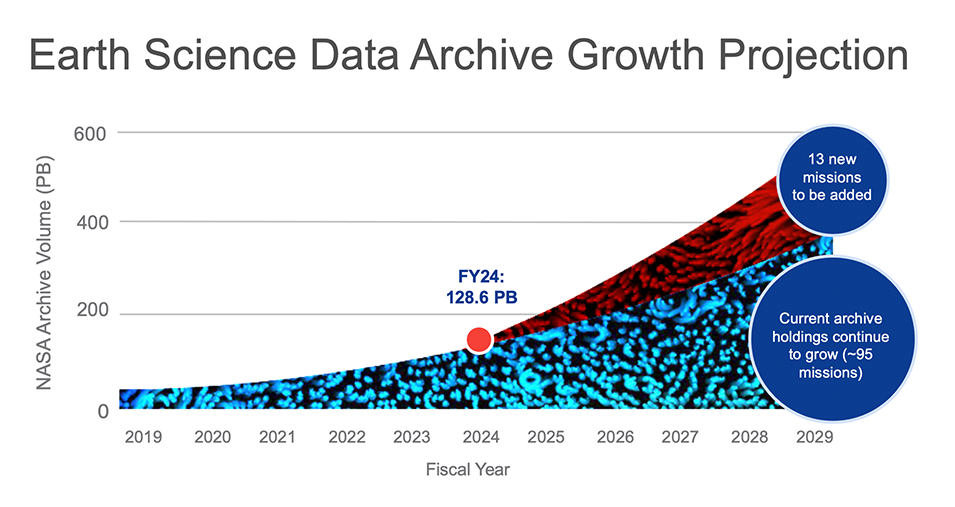 Earth Science Data Archive Growth Projection
NASA Archive Volume (PB)
600
400
200
0
FY24:
128.6 PB
13 new
missions
to be added
Current archive
holdings continue
to grow (~95
missions)
2019 2020 2021 2022 2023 2024 2025 2026 2027 2028 2029
Fiscal Year